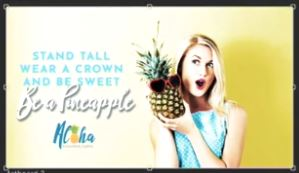 STAND TALL
WEAR A CROWN
AND BE SWEET
Be a Pineapple
Aloha